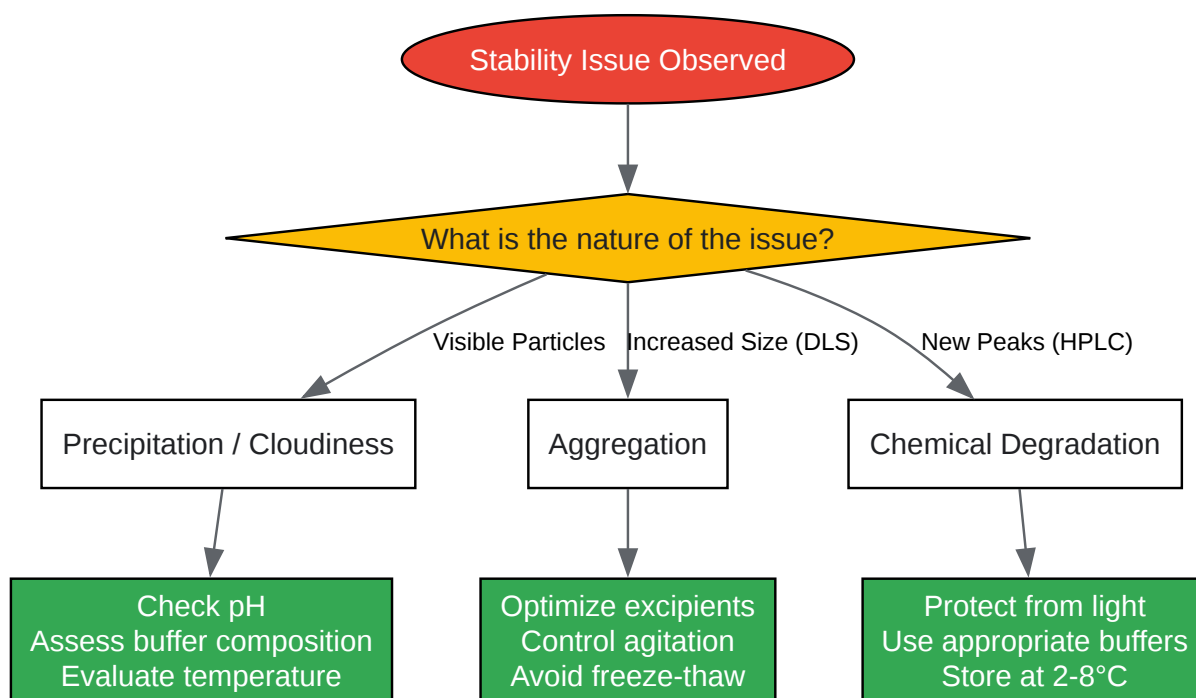 Stability Issue Observed
What is the nature of the issue?
Visible Particles
Increased Size (DLS)
New Peaks (HPLC)
Precipitation / Cloudiness
Aggregation
Chemical Degradation
Check pH
Assess buffer composition
Evaluate temperature
Optimize excipients
Control agitation
Avoid freeze-thaw
Protect from light
Use appropriate buffers
Store at 2-8°C